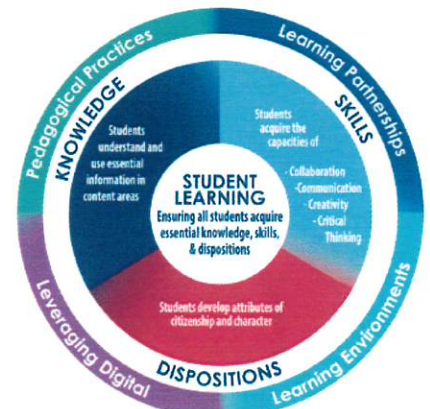 Pedagogical Practices
Learning Partnerships
KNOWLEDGE
SKILLS
Students
understand and
use essential
information in
content areas
Students
acquire the
capacities of
-Collaboration
-Communication
-Creativity
-Critical
Thinking
STUDENT
LEARNING
Ensuring all students acquire
essential knowledge, skills,
& dispositions
Students develop attributes of
citizenship and character
DISPOSITIONS
Leveraging Digital
Learning Environments